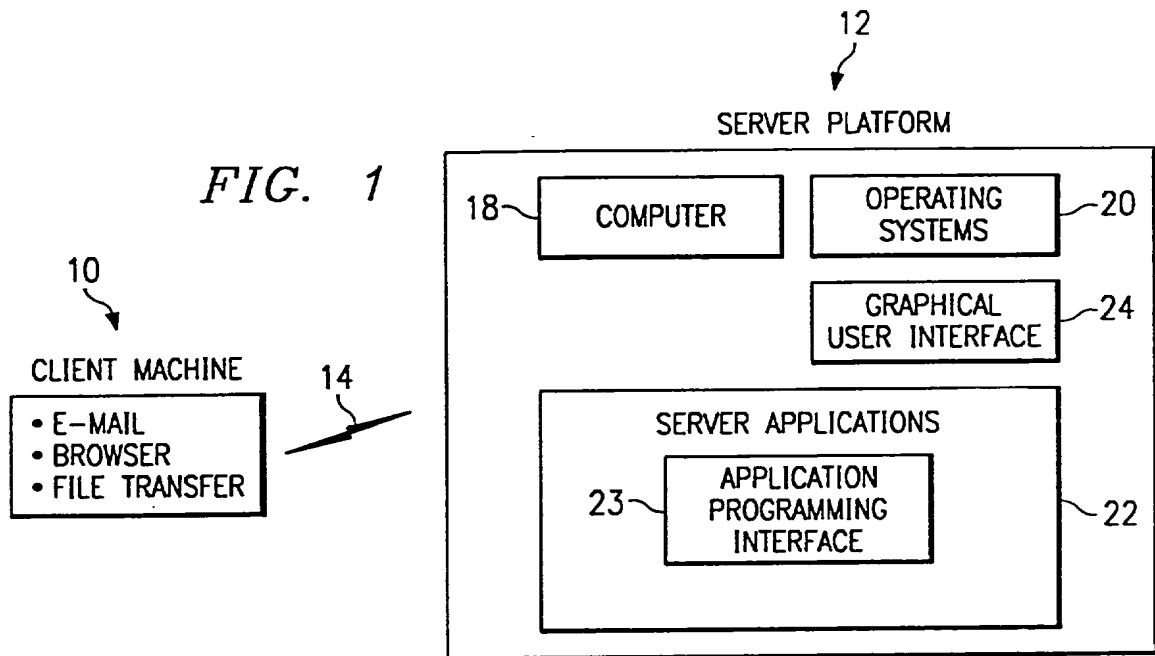 12
SERVER PLATFORM
FIG. 1
18
COMPUTER
OPERATING
SYSTEMS
20
10
GRAPHICAL
USER INTERFACE
24
CLIENT MACHINE
• E-MAIL
• BROWSER
• FILE TRANSFER
14
SERVER APPLICATIONS
23
APPLICATION
PROGRAMMING
INTERFACE
22